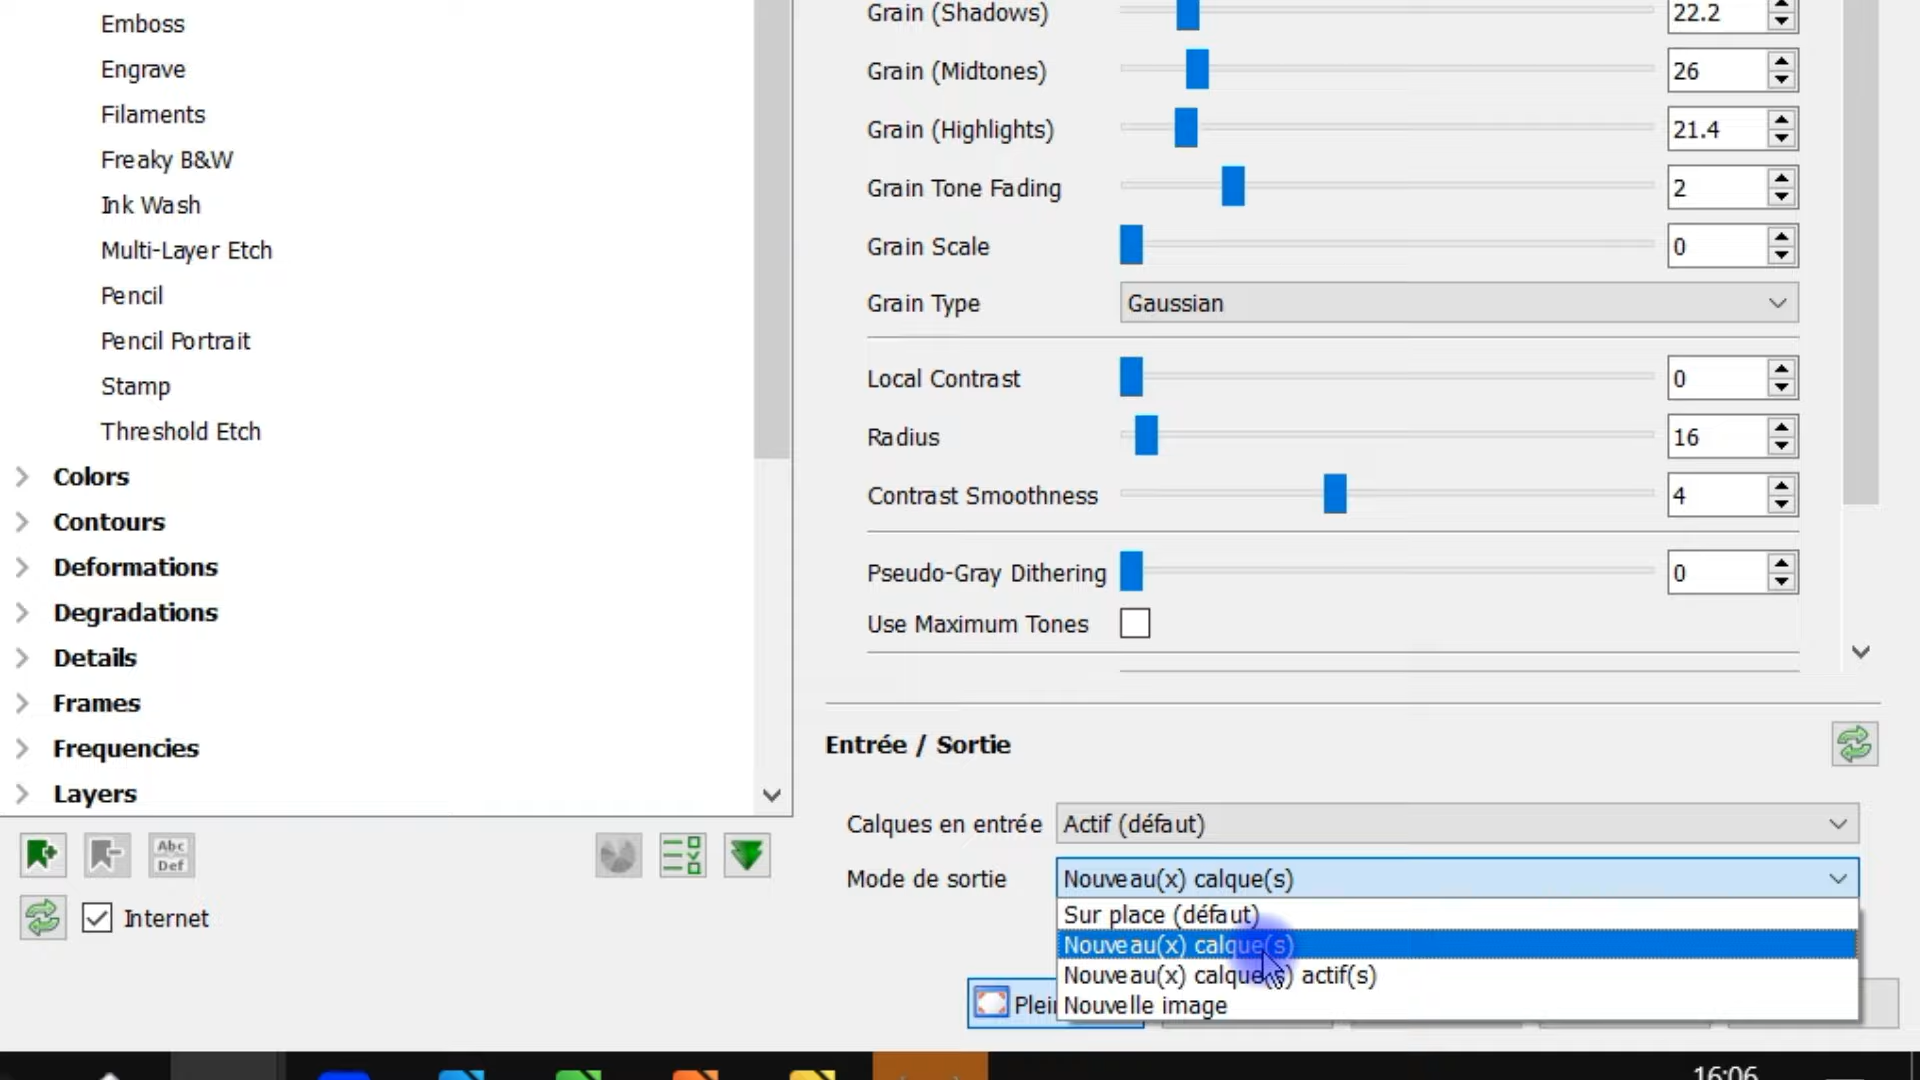 Emboss
Engrave
Filaments
Freaky B&W
Ink Wash
Multi-Layer Etch
Pencil
Pencil Portrait
Stamp
Threshold Etch
Colors
Contours
Deformations
Degradations
Details
Frames
Frequencies
Layers
Abc
Def
Internet
Grain (Shadows) 22.2
Grain (Midtones) 26
Grain (Highlights) 21.4
Grain Tone Fading 2
Grain Scale 0
Grain Type Gaussian
Local Contrast 0
Radius 16
Contrast Smoothness 4
Pseudo-Gray Dithering 0
Use Maximum Tones
Entrée / Sortie
Calques en entrée Actif (défaut)
Mode de sortie Nouveau(x) calque(s)
Sur place (défaut)
Nouveau(x) calque(s)
Nouveau(x) calque(s) actif(s)
Nouvelle image
16:06